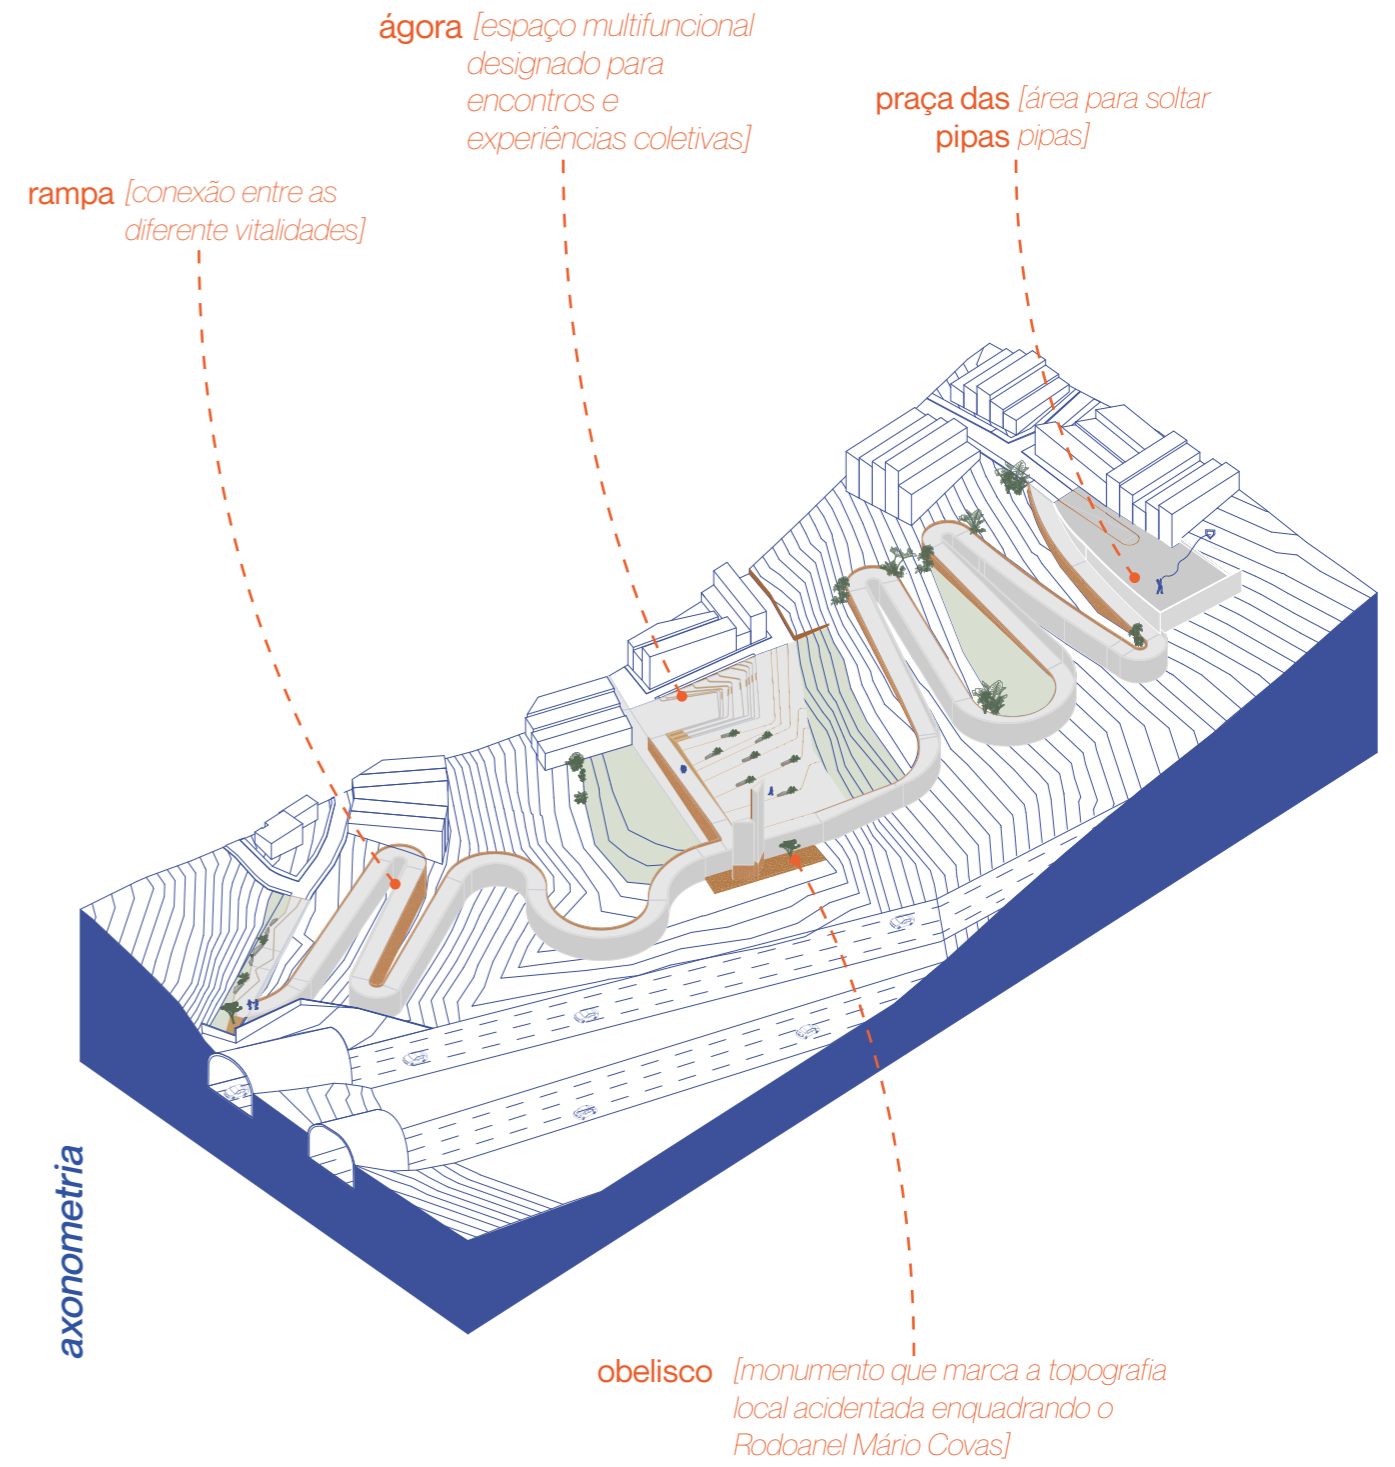 ágora [espaço multifuncional
designado para
encontros e
experiências coletivas]
praça das [área para soltar
pipas pipas]
rampa [conexão entre as
diferente vitalidades]
axonometria
obelisco [monumento que marca a topografia
local acidentada enquadrando o
Rodoanel Mário Covas]